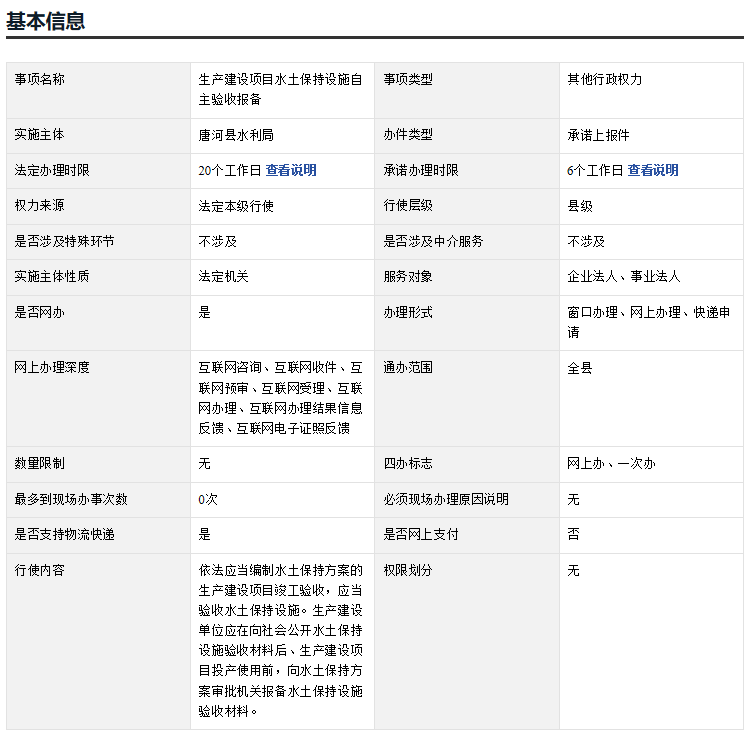 基本信息
事项名称
生产建设项目水土保持设施自
主验收报备
事项类型
其他行政权力
实施主体
唐河县水利局
办件类型
承诺上报件
法定办理时限
20个工作日 查看说明
承诺办理时限
6个工作日 查看说明
权力来源
法定本级行使
行使层级
县级
是否涉及特殊环节
不涉及
是否涉及中介服务
不涉及
实施主体性质
法定机关
服务对象
企业法人、事业法人
是否网办
是
办理形式
窗口办理、网上办理、快递申
请
网上办理深度
互联网咨询、互联网收件、互
联网预审、互联网受理、互联
网办理、互联网办理结果信息
反馈、互联网电子证照反馈
通办范围
全县
数量限制
无
四办标志
网上办、一次办
最多到现场办事次数
0次
必须现场办理原因说明
无
是否支持物流快递
是
是否网上支付
否
行使内容
依法应当编制水土保持方案的
生产建设项目竣工验收，应当
验收水土保持设施。生产建设
单位应在向社会公开水土保持
设施验收材料后、生产建设项
目投产使用前，向水土保持方
案审批机关报备水土保持设施
验收材料。
权限划分
无